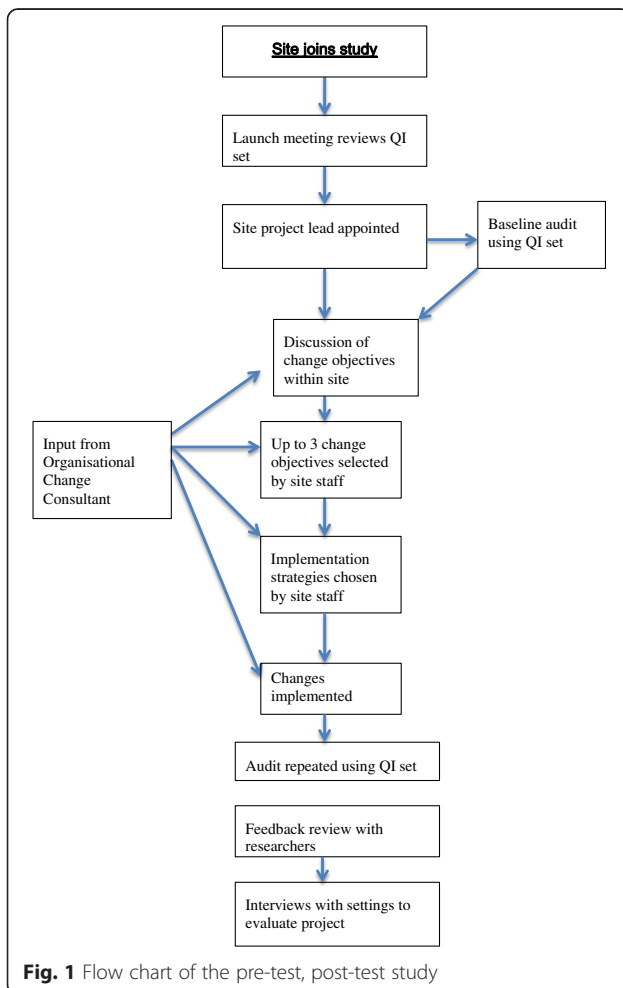 Site joins study
Launch meeting reviews QI
set
Site project lead appointed
Baseline audit
using QI set
Discussion of
change objectives
within site
Input from
Organisational
Change
Consultant
Up to 3 change
objectives selected
by site staff
Implementation
strategies chosen
by site staff
Changes
implemented
Audit repeated using QI set
Feedback review with
researchers
Interviews with settings to
evaluate project
Fig. 1 Flow chart of the pre-test, post-test study